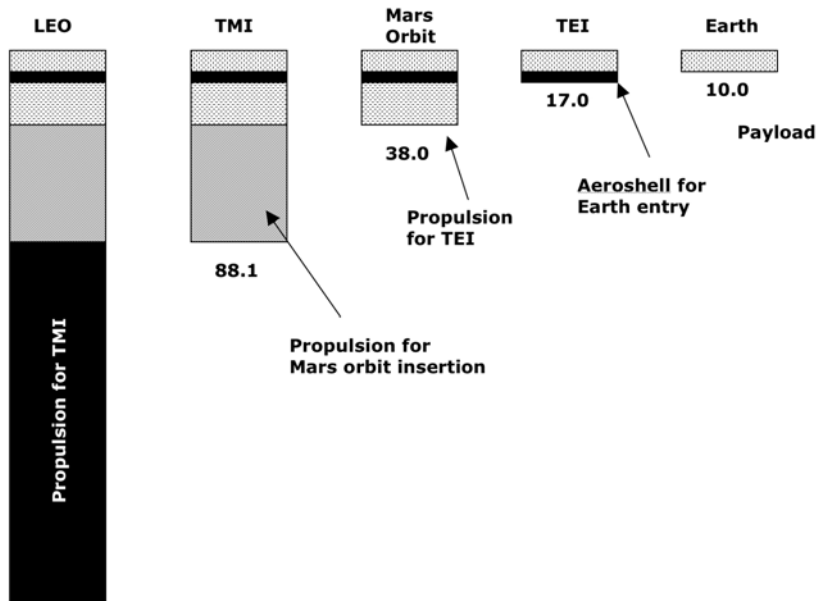 LEO
TMI
Mars
Orbit
TEI
Earth
17.0
10.0
Payload
38.0
Aeroshell for
Earth entry
Propulsion
for TEI
88.1
Propulsion for
Mars orbit insertion
Propulsion for TMI